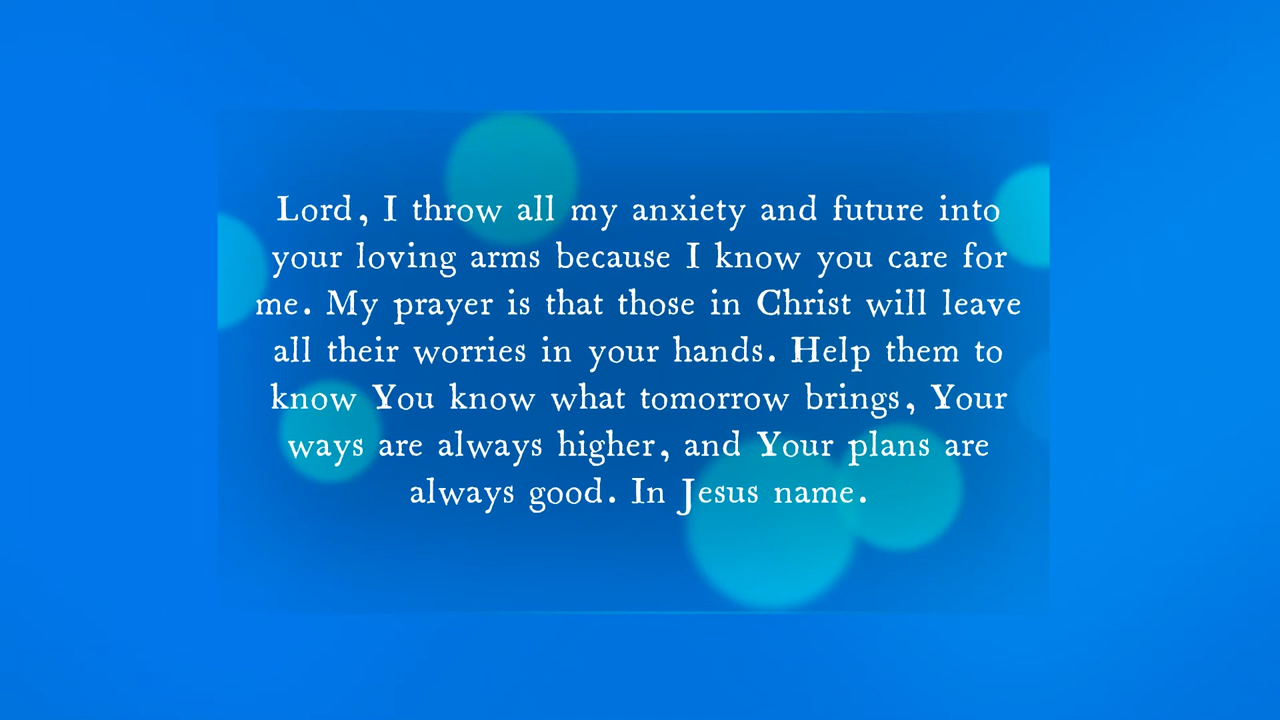 Lord, I throw all my anxiety and future into
your loving arms because I know you care for
me. My prayer is that those in Christ will leave
all their worries in your hands. Help them to
know You know what tomorrow brings, Your
ways are always higher, and Your plans are
always good. In Jesus name.